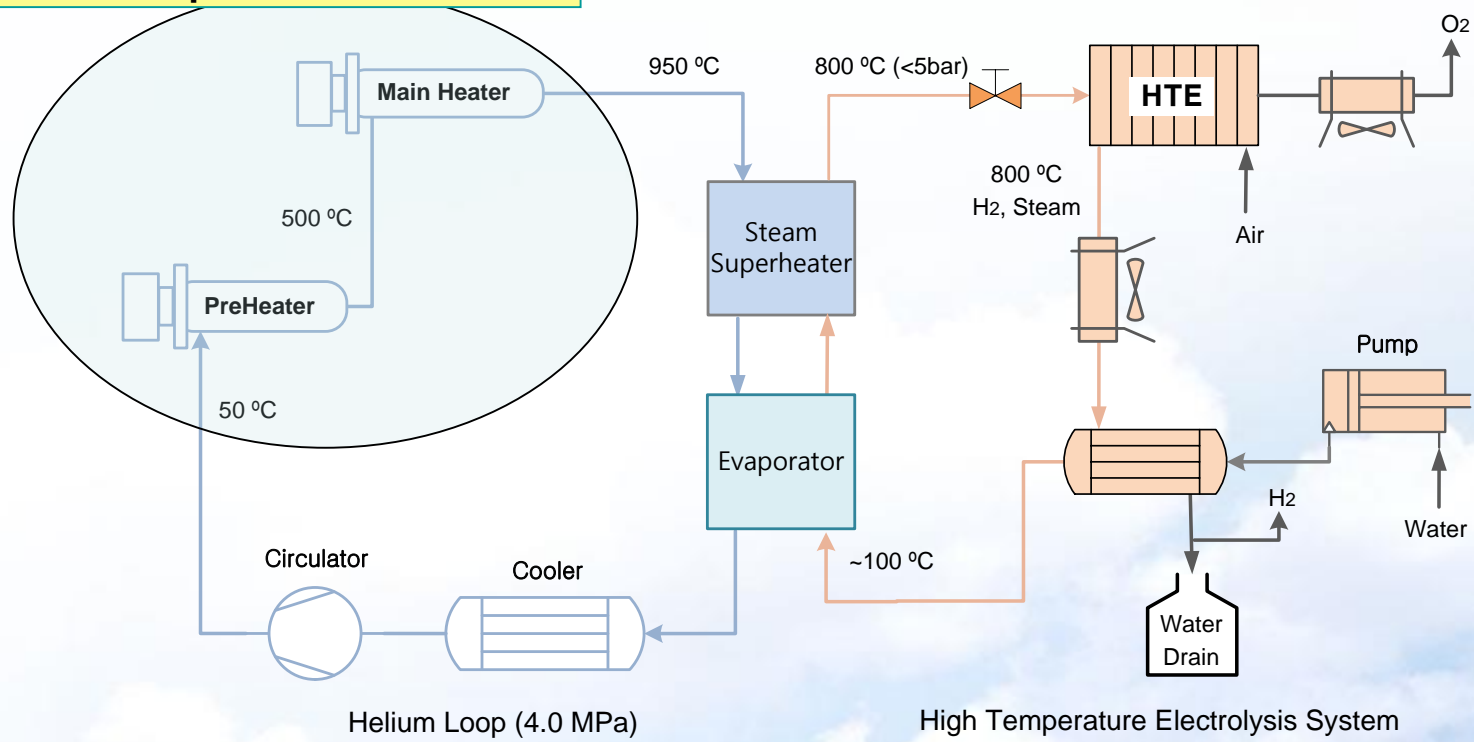 Main Heater
950 ºC
800 ºC (<5bar)
HTE
O2
500 ºC
800 ºC
H2, Steam
Air
Steam
Superheater
PreHeater
50 ºC
Evaporator
Pump
Water
H2
~100 ºC
Circulator
Cooler
Water
Drain
Helium Loop (4.0 MPa)
High Temperature Electrolysis System